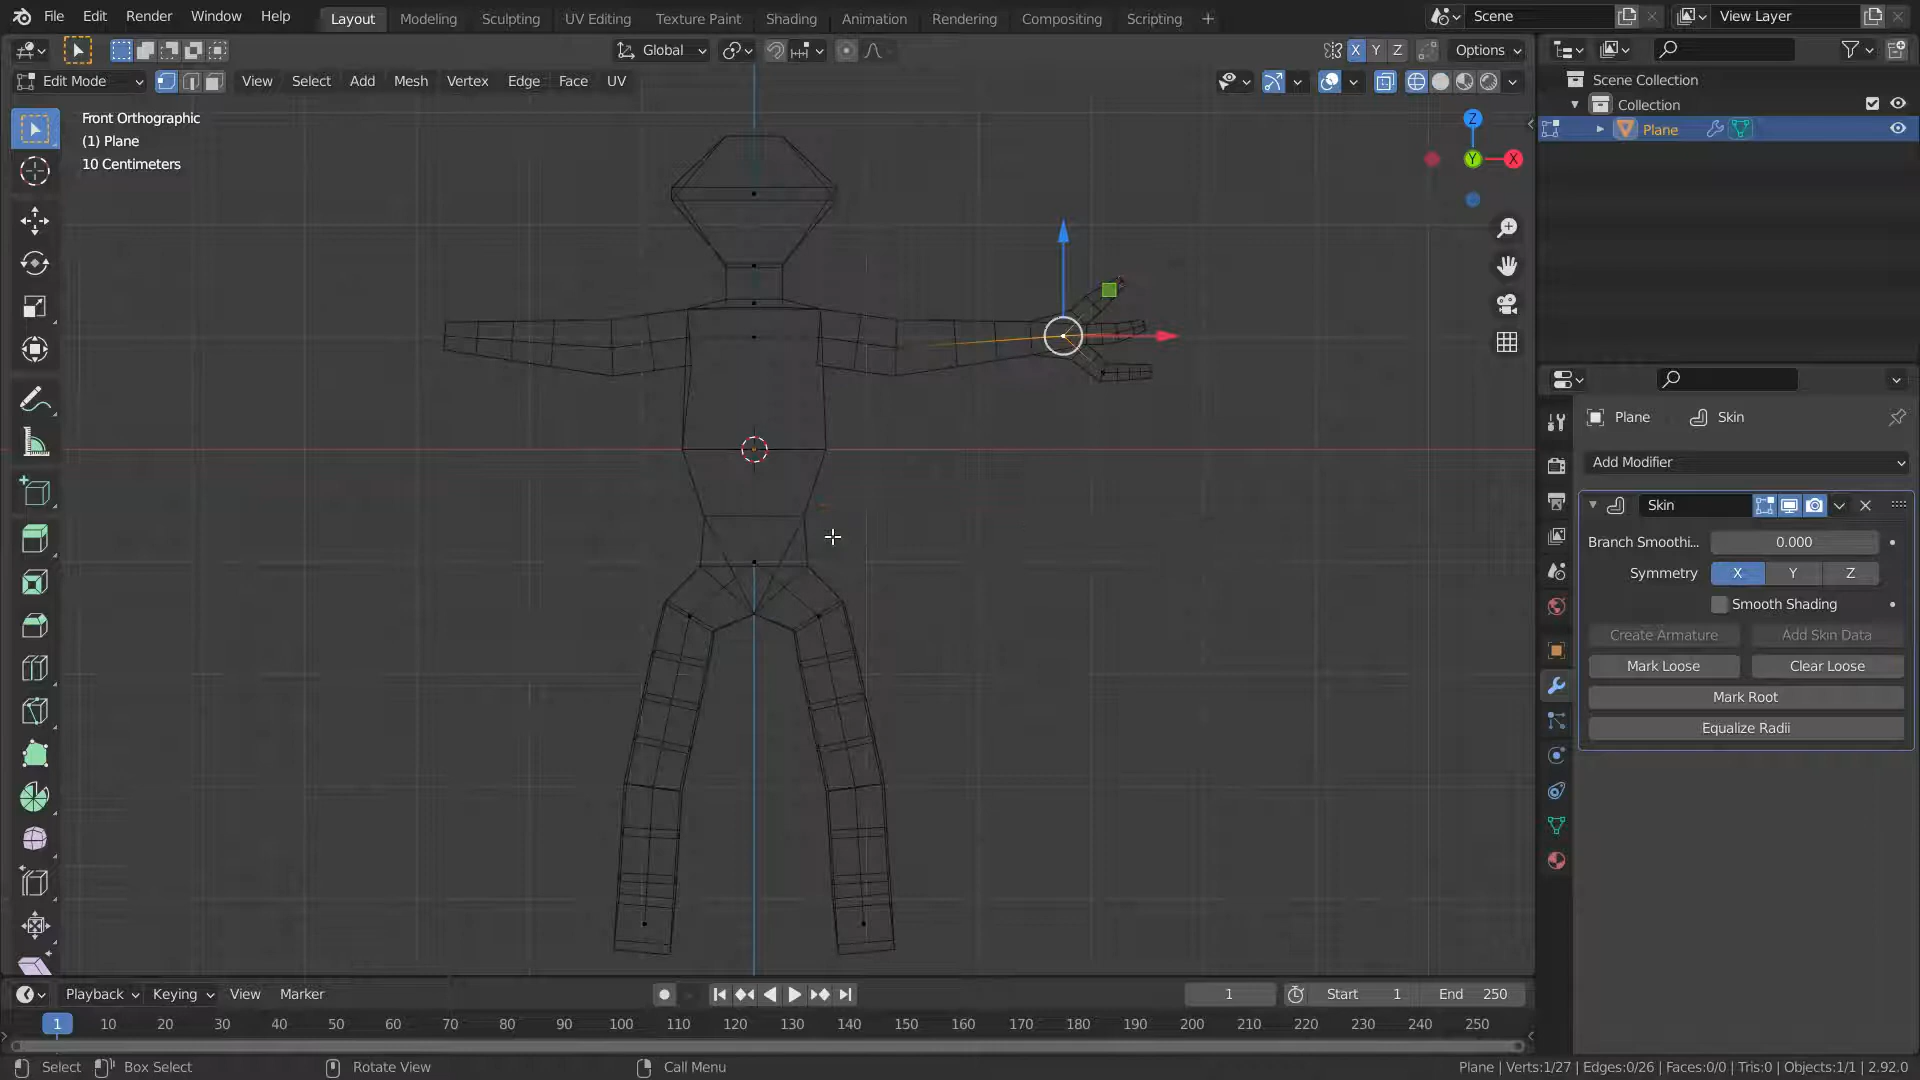 File Edit Render Window Help Layout Modeling Sculpting UV Editing Texture Paint Shading Animation Rendering Compositing Scripting + Scene View Layer
Global X Y Z Options
Edit Mode View Select Add Mesh Vertex Edge Face UV
Scene Collection
Collection
Plane
Front Orthographic
(1) Plane
10 Centimeters
Z
Y X
Plane Skin
Add Modifier
Skin
Branch Smoothi... 0.000
Symmetry X Y Z
Smooth Shading
Create Armature Add Skin Data
Mark Loose Clear Loose
Mark Root
Equalize Radii
Playback Keying View Marker 1 Start 1 End 250
1 10 20 30 40 50 60 70 80 90 100 110 120 130 140 150 160 170 180 190 200 210 220 230 240 250
Select Box Select Rotate View Call Menu Plane | Verts:1/27 | Edges:0/26 | Faces:0/0 | Tris:0 | Objects:1/1 | 2.92.0